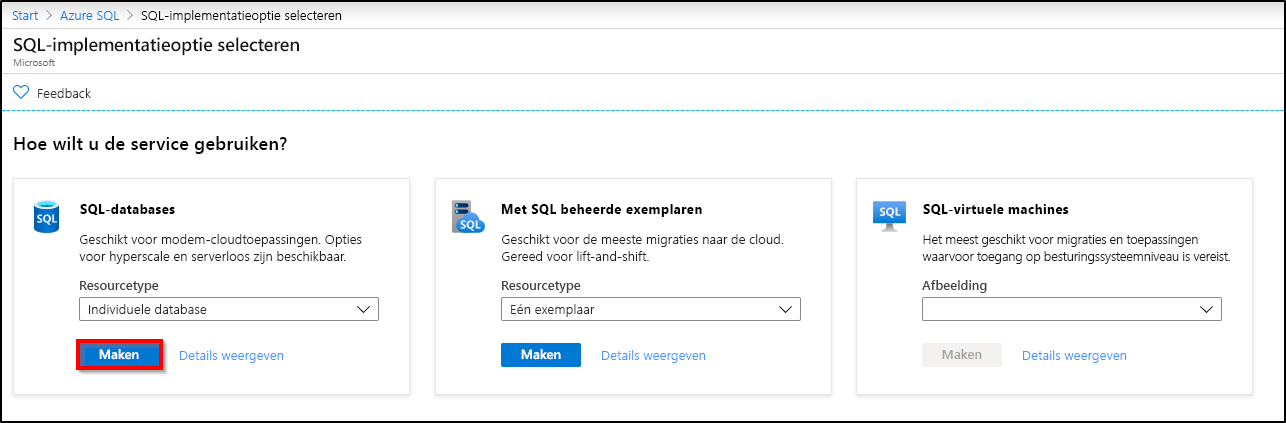 Start > Azure SQL > SQL-implementatieoptie selecteren
SQL-implementatieoptie selecteren
Microsoft
Feedback
Hoe wilt u de service gebruiken?
SQL
SQL-databases
Geschikt voor modem-cloudtoepassingen. Opties
voor hyperscale en serverloos zijn beschikbaar.
Resourcetype
Individuele database
Maken
Details weergeven
SQL
Met SQL beheerde exemplaren
Geschikt voor de meeste migraties naar de cloud.
Gereed voor lift-and-shift.
Resourcetype
Eén exemplaar
Maken
Details weergeven
SQL
SQL-virtuele machines
Het meest geschikt voor migraties en toepassingen
waarvoor toegang op besturingssysteemniveau is vereist.
Afbeelding
Maken
Details weergeven